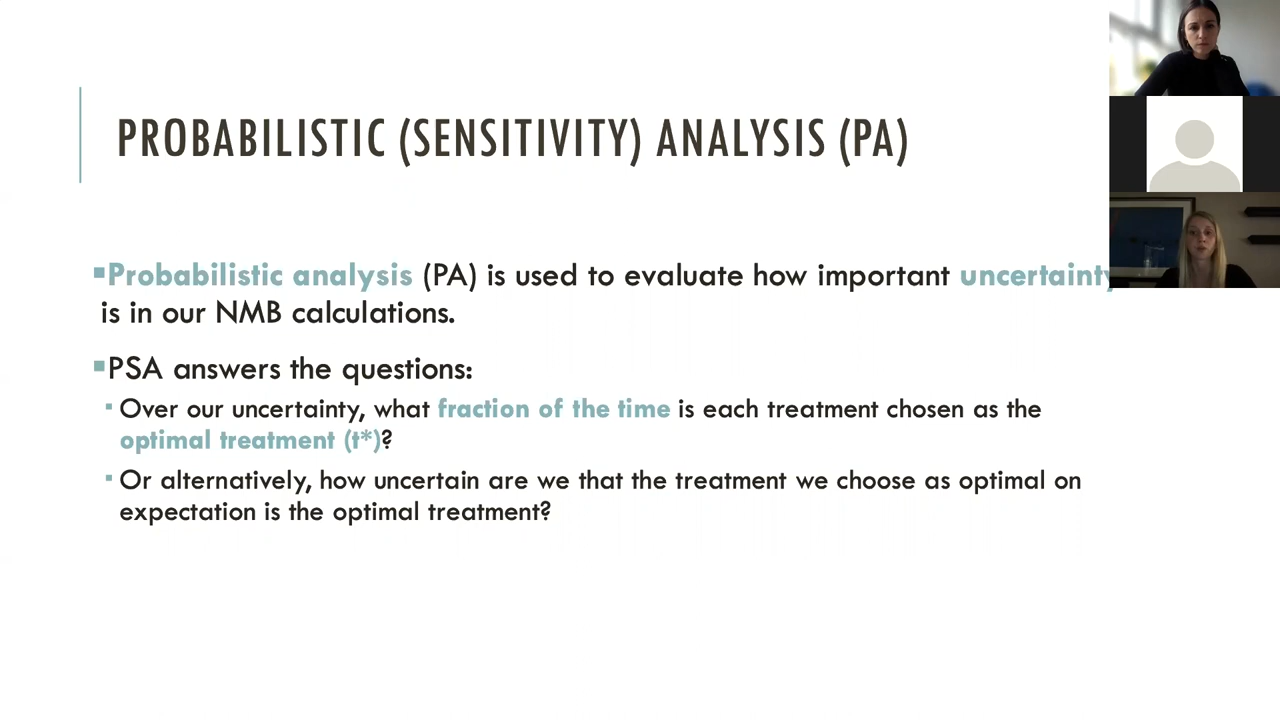 PROBABILISTIC (SENSITIVITY) ANALYSIS (PA)
▪Probabilistic analysis (PA) is used to evaluate how important uncertainty
is in our NMB calculations.
▪PSA answers the questions:
▪ Over our uncertainty, what fraction of the time is each treatment chosen as the
optimal treatment (t*)?
▪ Or alternatively, how uncertain are we that the treatment we choose as optimal on
expectation is the optimal treatment?